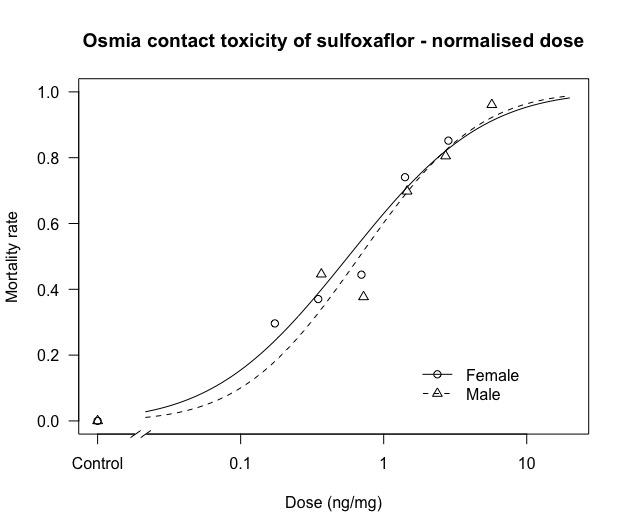 Osmia contact toxicity of sulfoxaflor - normalised dose
Mortality rate
1.0
0.8
0.6
0.4
0.2
0.0
Female
Male
Control 0.1 1 10
Dose (ng/mg)